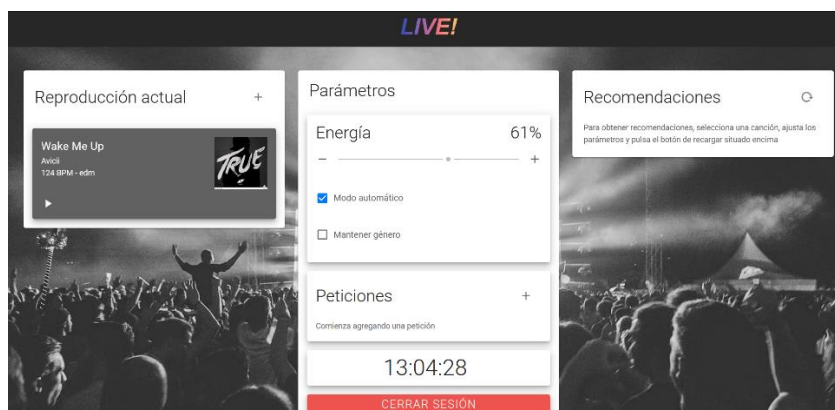 LIVE!
Reproducción actual +
Wake Me Up
Avicii
124 BPM - edm
TRUE
Parámetros
Energía 61%
− +
Modo automático
Mantener género
Peticiones +
Comienza agregando una petición
13:04:28
CERRAR SESIÓN
Recomendaciones
Para obtener recomendaciones, selecciona una canción, ajusta los
parámetros y pulsa el botón de recargar situado encima